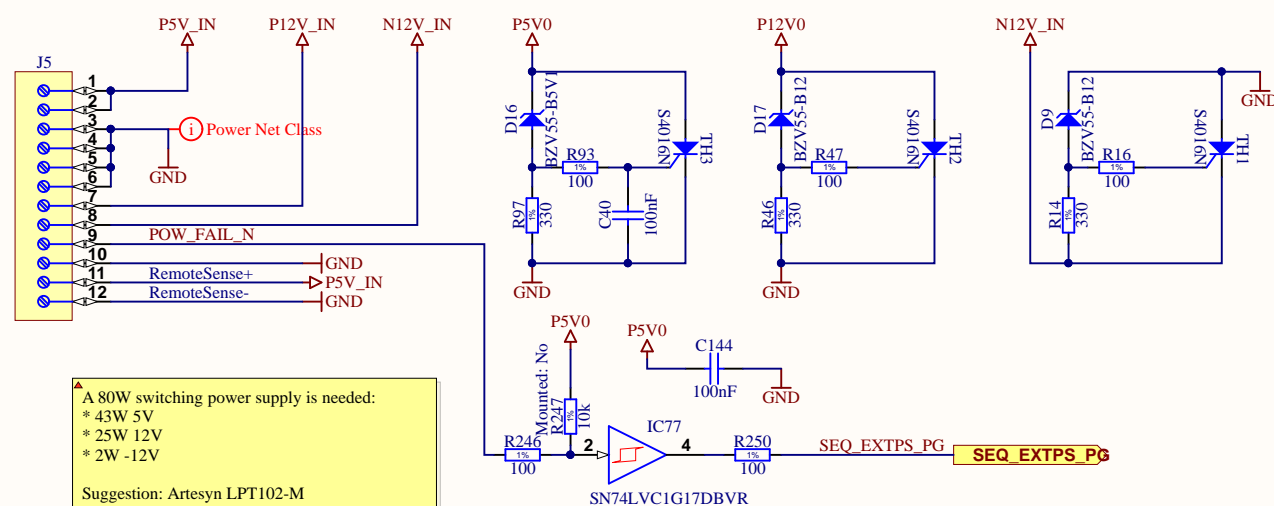 P5V_IN
P12V_IN
N12V_IN
P5V0
P12V0
N12V_IN
J5
1
2
3
4
5
6
7
8
9
10
11
12
i Power Net Class
GND
POW_FAIL_N
GND
RemoteSense+
P5V_IN
RemoteSense-
GND
D16
BZV55-B5V1
S4016N
TH3
R93
1%
100
R97
1%
330
C40
100nF
GND
D17
BZV55-B12
S4016N
TH2
R47
1%
100
R46
1%
330
GND
GND
D9
BZV55-B12
S4016N
TH1
R16
1%
100
R14
1%
330
P5V0
Mounted: No
R247
1%
10k
P5V0
C144
100nF
GND
R246
1%
100
2
IC77
4
SN74LVC1G17DBVR
R250
1%
100
SEQ_EXTPS_PG
SEQ_EXTPS_PG
A 80W switching power supply is needed:
* 43W 5V
* 25W 12V
* 2W -12V
Suggestion: Artesyn LPT102-M